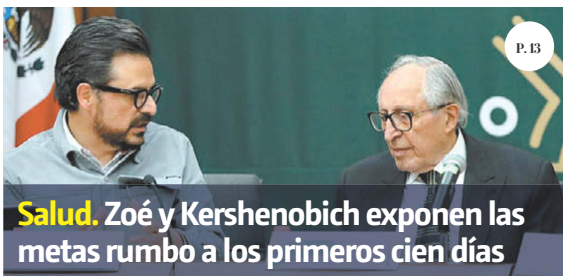 P. 13
Salud. Zoé y Kershenobich exponen las
metas rumbo a los primeros cien días